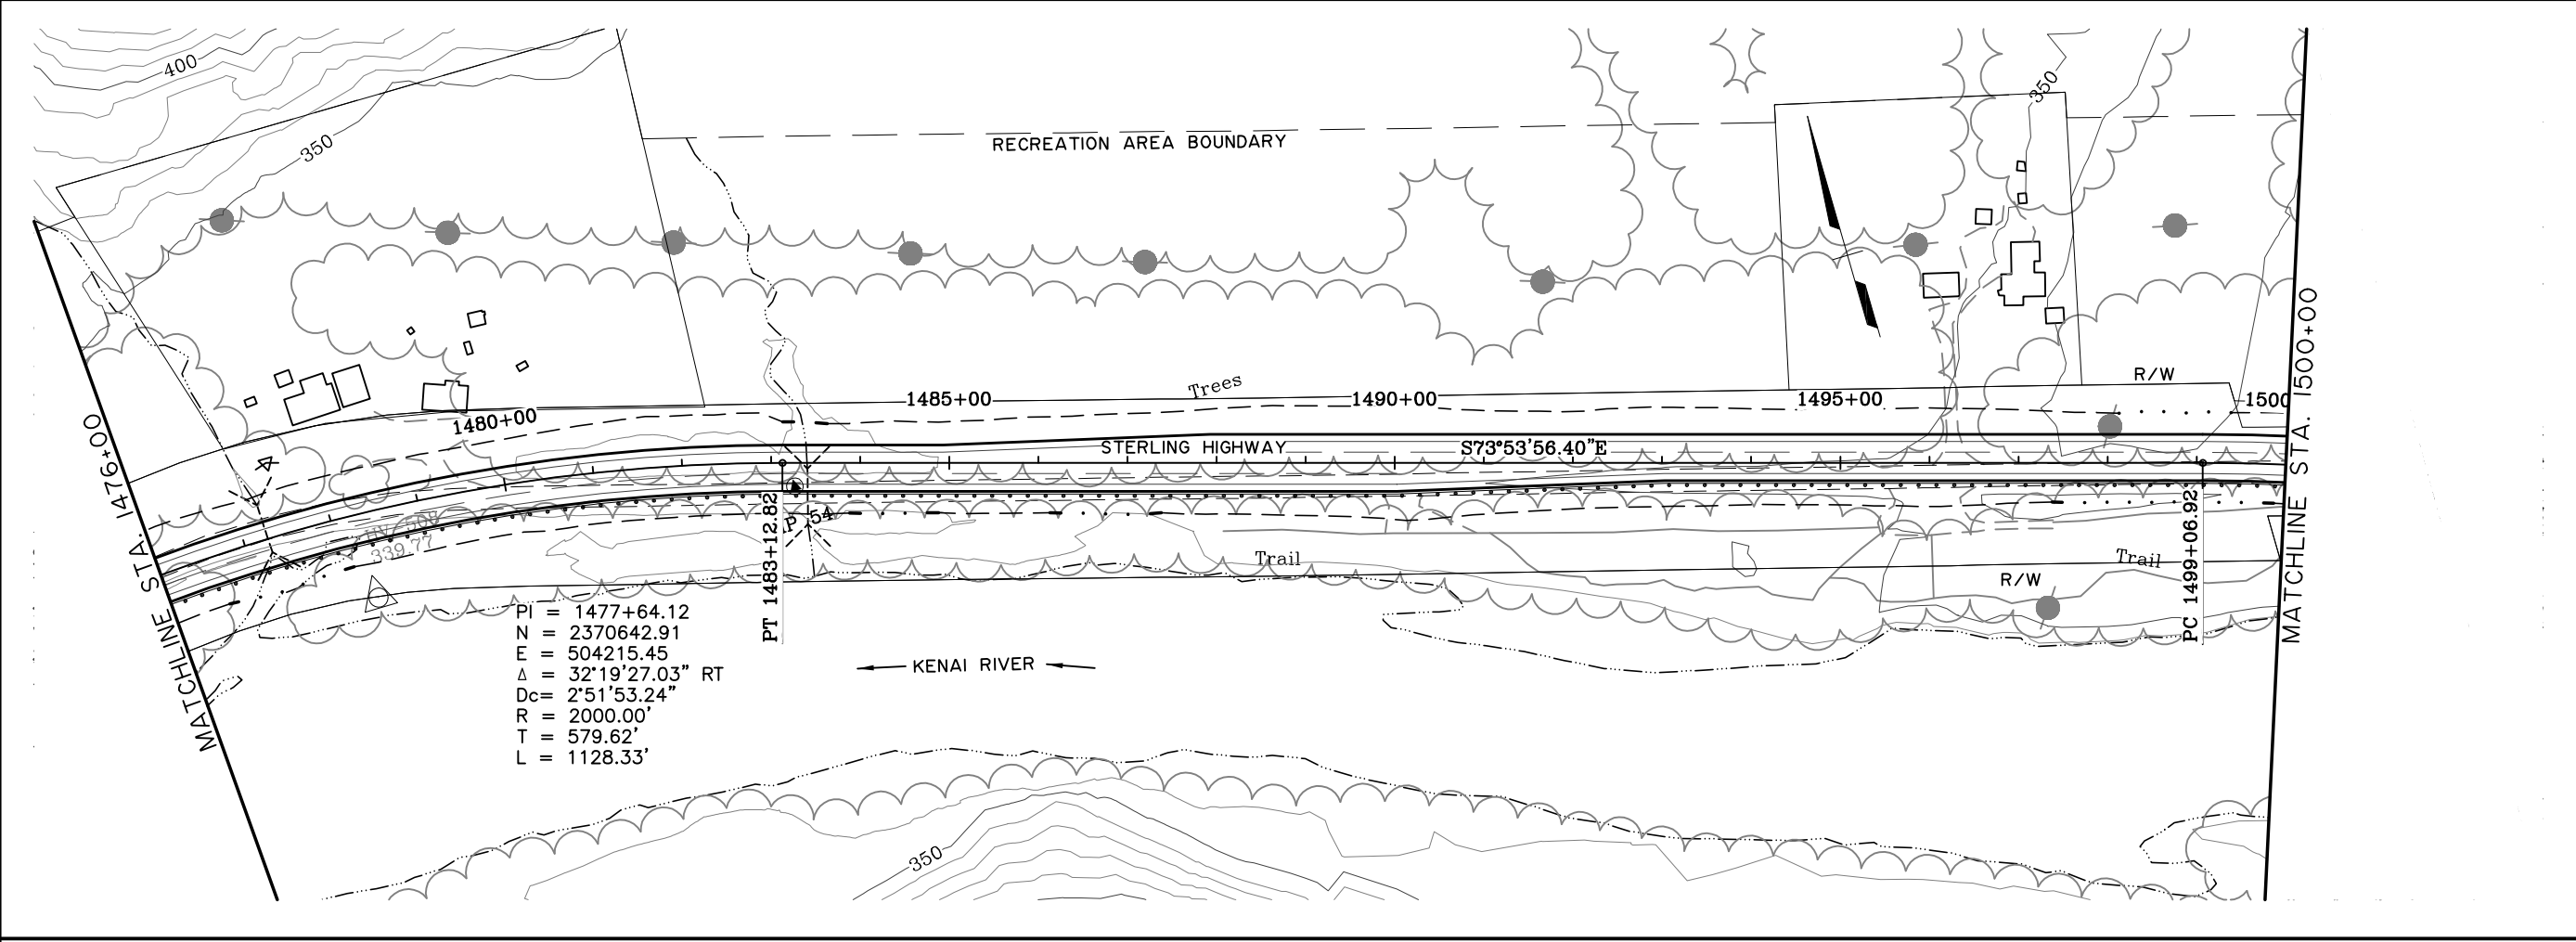 400
350
350
RECREATION AREA BOUNDARY
Trees
R/W
1480+00
1485+00
1490+00
1495+00
1500
STERLING HIGHWAY
S73°53'56.40"E
MATCHLINE STA. 1476+00
MATCHLINE STA. 1500+00
339.77
P 54
PT 1483+12.82
PC 1499+06.92
Trail
Trail
R/W
PI = 1477+64.12
N = 2370642.91
E = 504215.45
Δ = 32°19'27.03" RT
Dc= 2°51'53.24"
R = 2000.00'
T = 579.62'
L = 1128.33'
KENAI RIVER
350